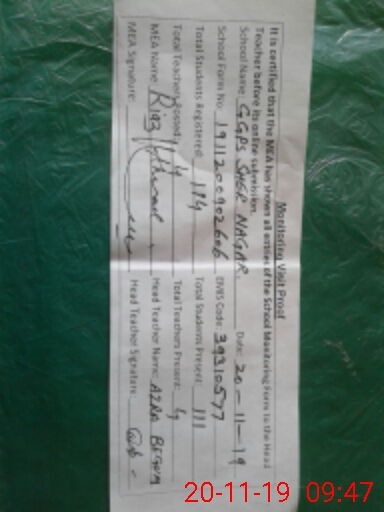 Monitoring Visit Proof
It is certified that the MEA has shown all entries of the School Monitoring Form to the Head
Teacher before its online submission.
School Name: GGPS SHER NAGAR. Date: 20-11-19
School Form No: EMIS Code: 39310577
Total Students Registered: 114 Total Students Present: 111
Total Teachers Posted: 4 Total Teachers Present: 4
MEA Name: Riaz Ahmad Head Teacher Name: AZRA BEGUM
MEA Signature: Head Teacher Signature:
20-11-19 09:47